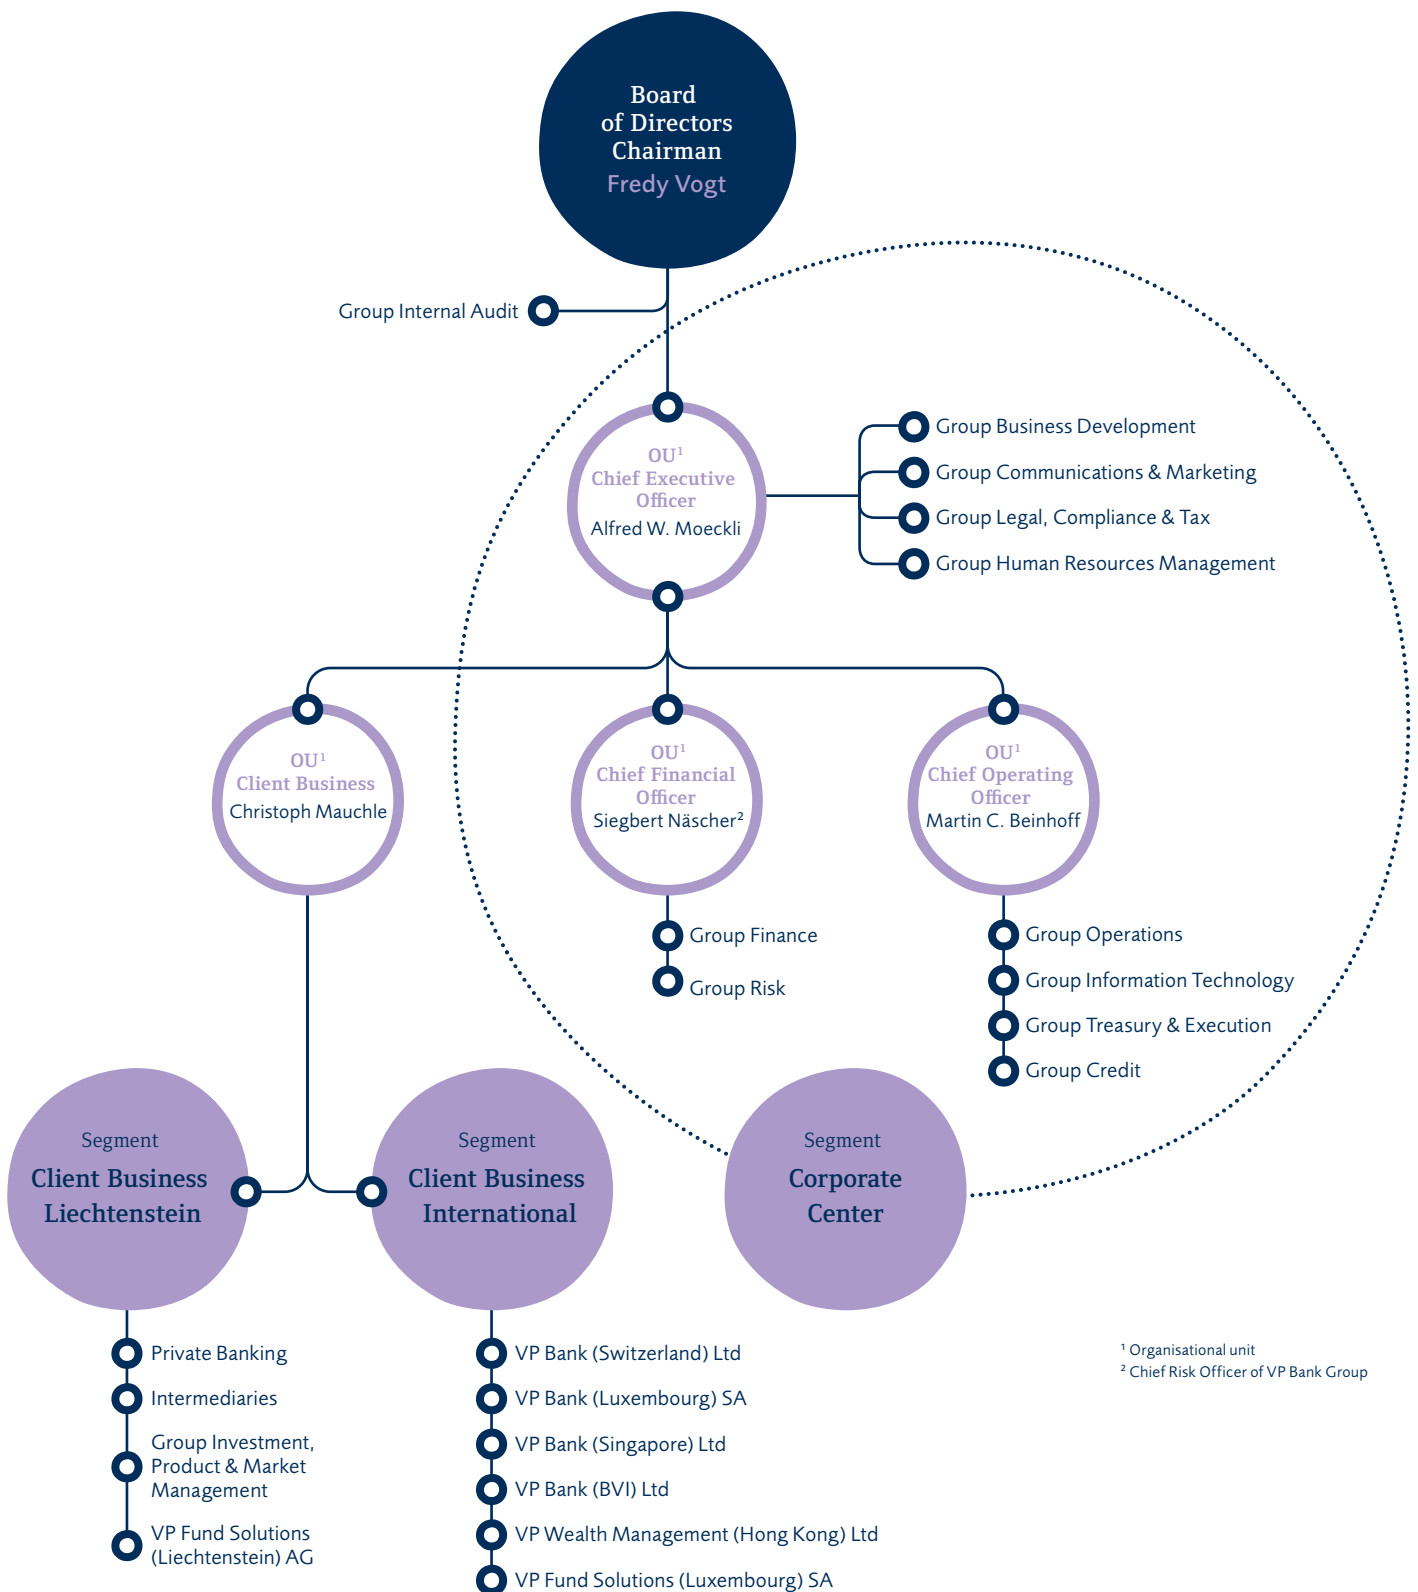 Board
of Directors
Chairman
Fredy Vogt
Group Internal Audit
OU¹
Chief Executive
Officer
Alfred W. Moeckli
Group Business Development
Group Communications & Marketing
Group Legal, Compliance & Tax
Group Human Resources Management
OU¹
Client Business
Christoph Mauchle
OU¹
Chief Financial
Officer
Siegbert Näscher²
OU¹
Chief Operating
Officer
Martin C. Beinhoff
Group Finance
Group Risk
Group Operations
Group Information Technology
Group Treasury & Execution
Group Credit
Segment
Client Business
Liechtenstein
Segment
Client Business
International
Segment
Corporate
Center
Private Banking
Intermediaries
Group Investment,
Product & Market
Management
VP Fund Solutions
(Liechtenstein) AG
VP Bank (Switzerland) Ltd
VP Bank (Luxembourg) SA
VP Bank (Singapore) Ltd
VP Bank (BVI) Ltd
VP Wealth Management (Hong Kong) Ltd
VP Fund Solutions (Luxembourg) SA
¹ Organisational unit
² Chief Risk Officer of VP Bank Group